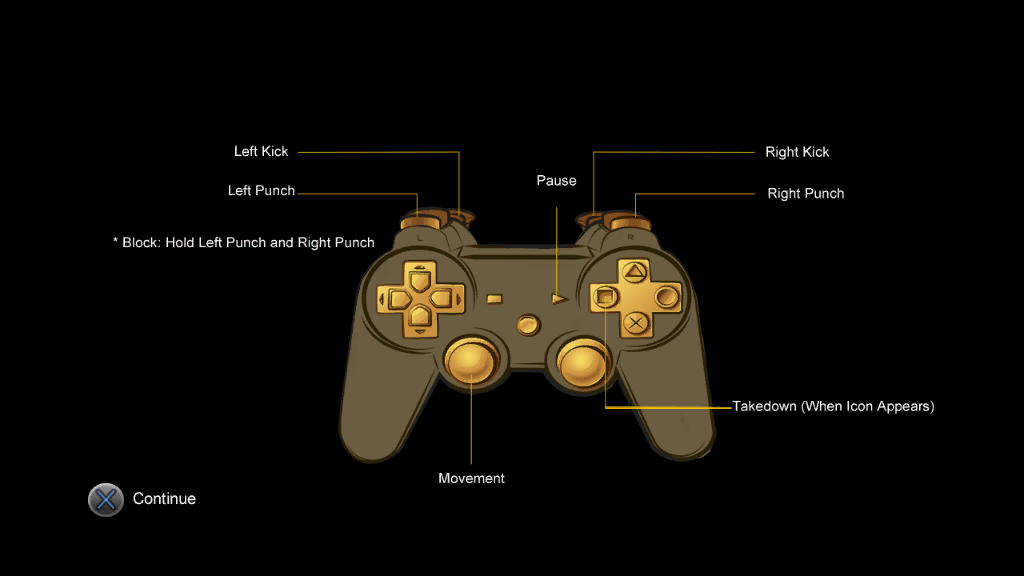 Left Kick
Right Kick
Pause
Left Punch
Right Punch
L
R
* Block: Hold Left Punch and Right Punch
Takedown (When Icon Appears)
Movement
Continue